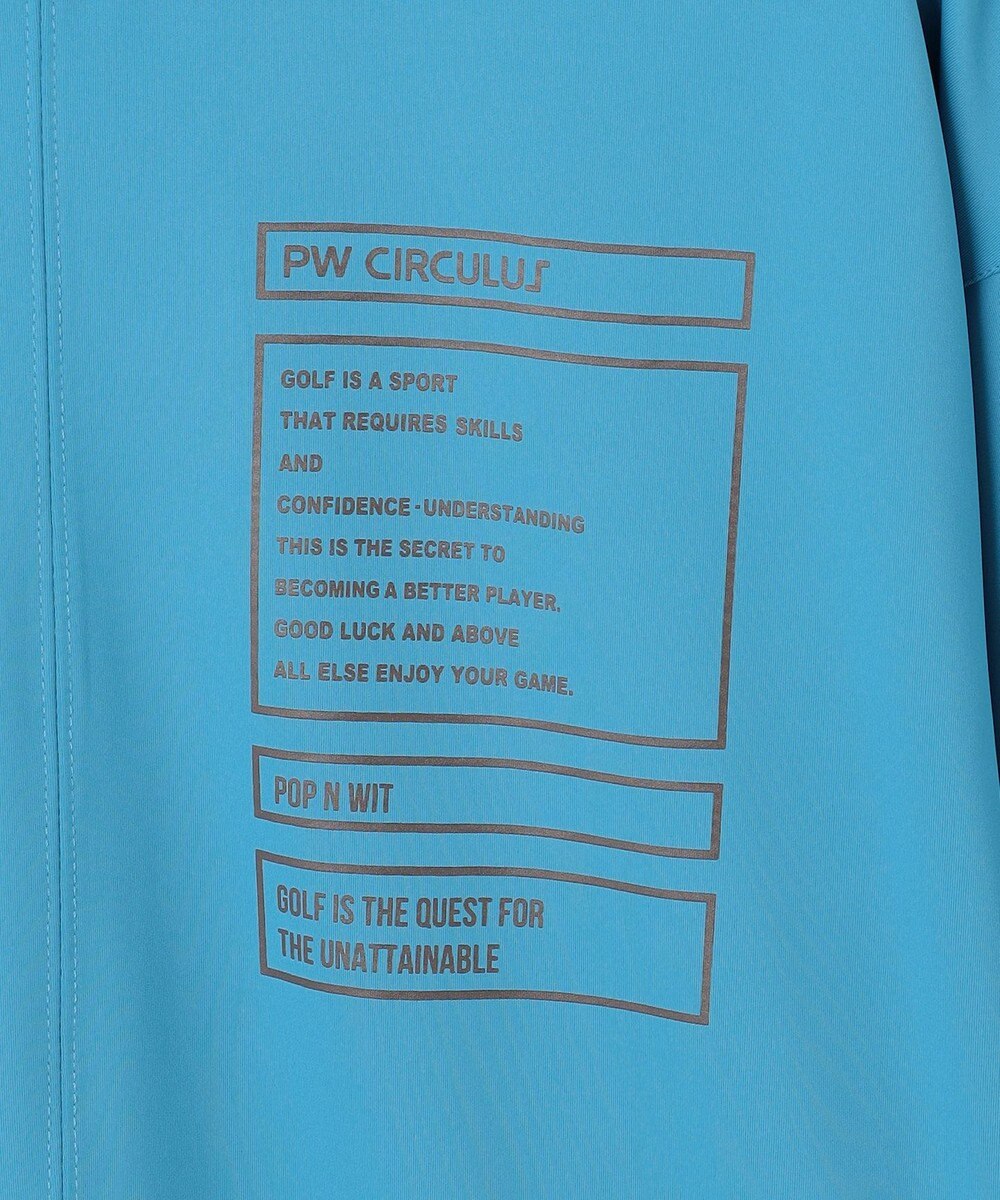 PW CIRCULUS
GOLF IS A SPORT
THAT REQUIRES SKILLS
AND
CONFIDENCE-UNDERSTANDING
THIS IS THE SECRET TO
BECOMING A BETTER PLAYER.
GOOD LUCK AND ABOVE
ALL ELSE ENJOY YOUR GAME.
POP N WIT
GOLF IS THE QUEST FOR
THE UNATTAINABLE